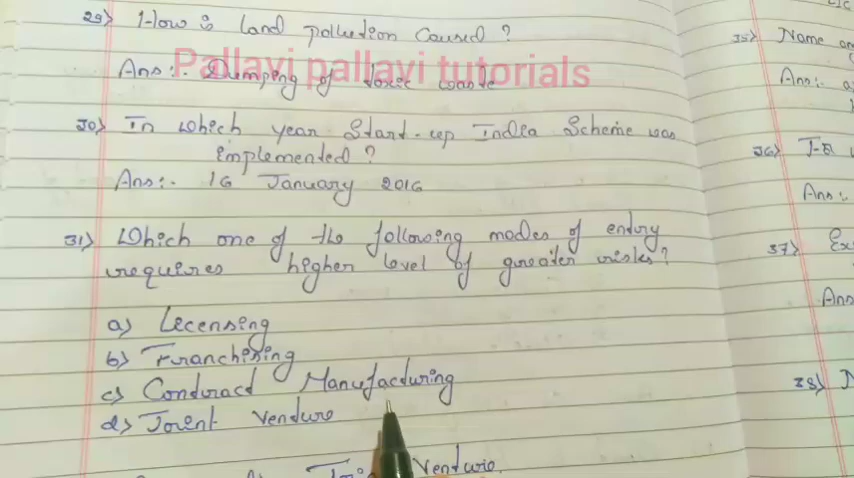 29) How is land pollution caused?
Pallavi pallavi tutorials
Ans:- Dumping of toxic waste
30) In which year Start-up India Scheme was
implemented?
Ans:- 16 January 2016
31) Which one of the following modes of entry
requires higher level of greater risks?
a) Licensing
b) Franchising
c) Contract Manufacturing
d) Joint Venture
Venture.
35) Name
Ans:- a)
36)
Ans:
37)
Ans
38)